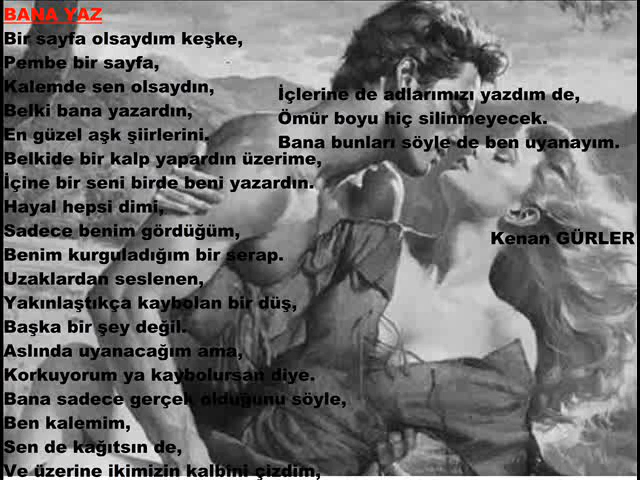 BANA YAZ
Bir sayfa olsaydım keşke,
Pembe bir sayfa,
Kalemde sen olsaydın,
Belki bana yazardın,
En güzel aşk şiirlerini.
Belkide bir kalp yapardın üzerime,
İçine bir seni birde beni yazardın.
Hayal hepsi dimi,
Sadece benim gördüğüm,
Benim kurguladığım bir serap.
Uzaklardan seslenen,
Yakınlaştıkça kaybolan bir düş,
Başka bir şey değil.
Aslında uyanacağım ama,
Korkuyorum ya kaybolursan diye.
Bana sadece gerçek olduğunu söyle,
Ben kalemim,
Sen de kağıtsın de,
Ve üzerine ikimizin kalbini çizdim,
İçlerine de adlarımızı yazdım de,
Ömür boyu hiç silinmeyecek.
Bana bunları söyle de ben uyanayım.
Kenan GÜRLER